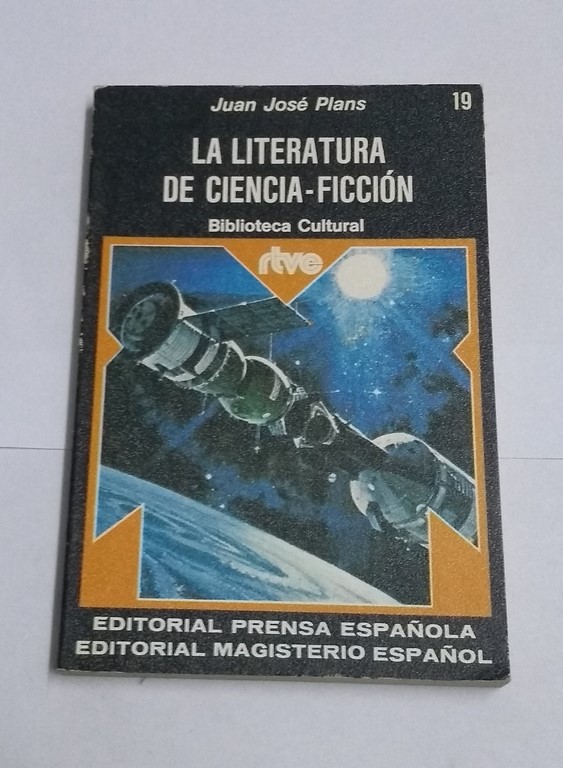 Juan José Plans
19
LA LITERATURA
DE CIENCIA-FICCIÓN
Biblioteca Cultural
rtve
EDITORIAL PRENSA ESPAÑOLA
EDITORIAL MAGISTERIO ESPAÑOL